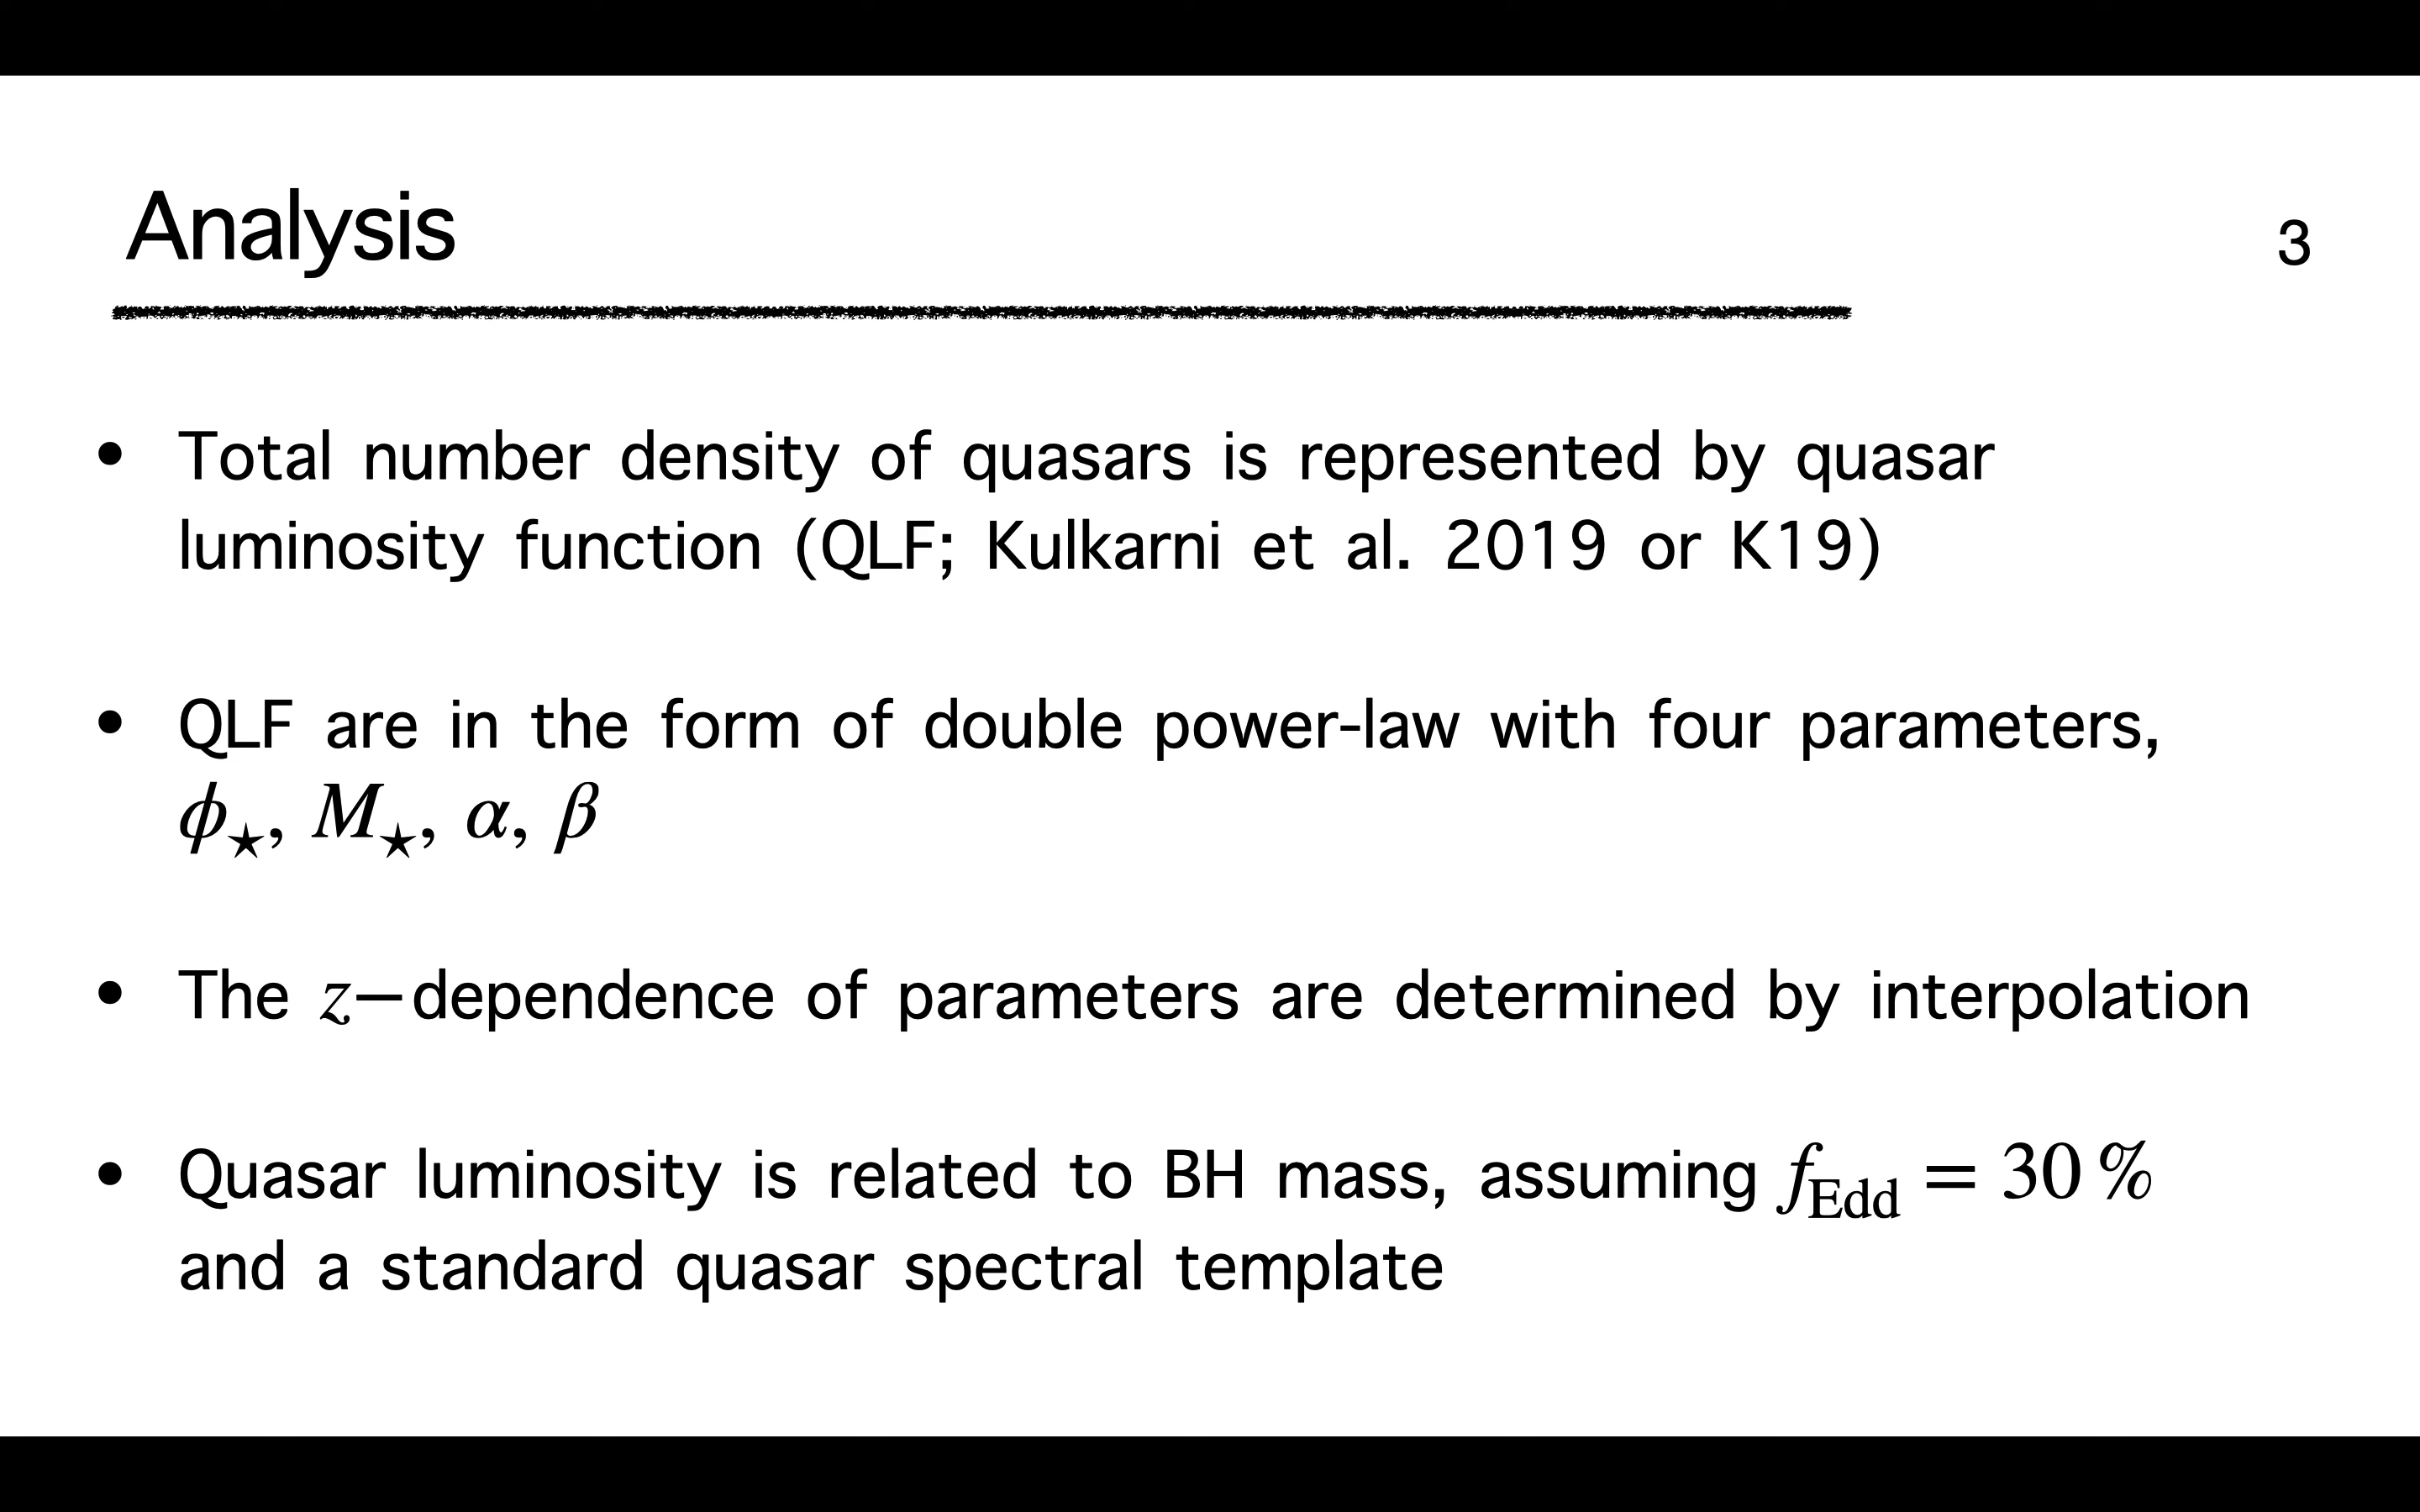 Analysis
3
• Total number density of quasars is represented by quasar
luminosity function (QLF; Kulkarni et al. 2019 or K19)
• QLF are in the form of double power-law with four parameters,
ϕ★, M★, α, β
• The z−dependence of parameters are determined by interpolation
• Quasar luminosity is related to BH mass, assuming f_Edd = 30 %
and a standard quasar spectral template